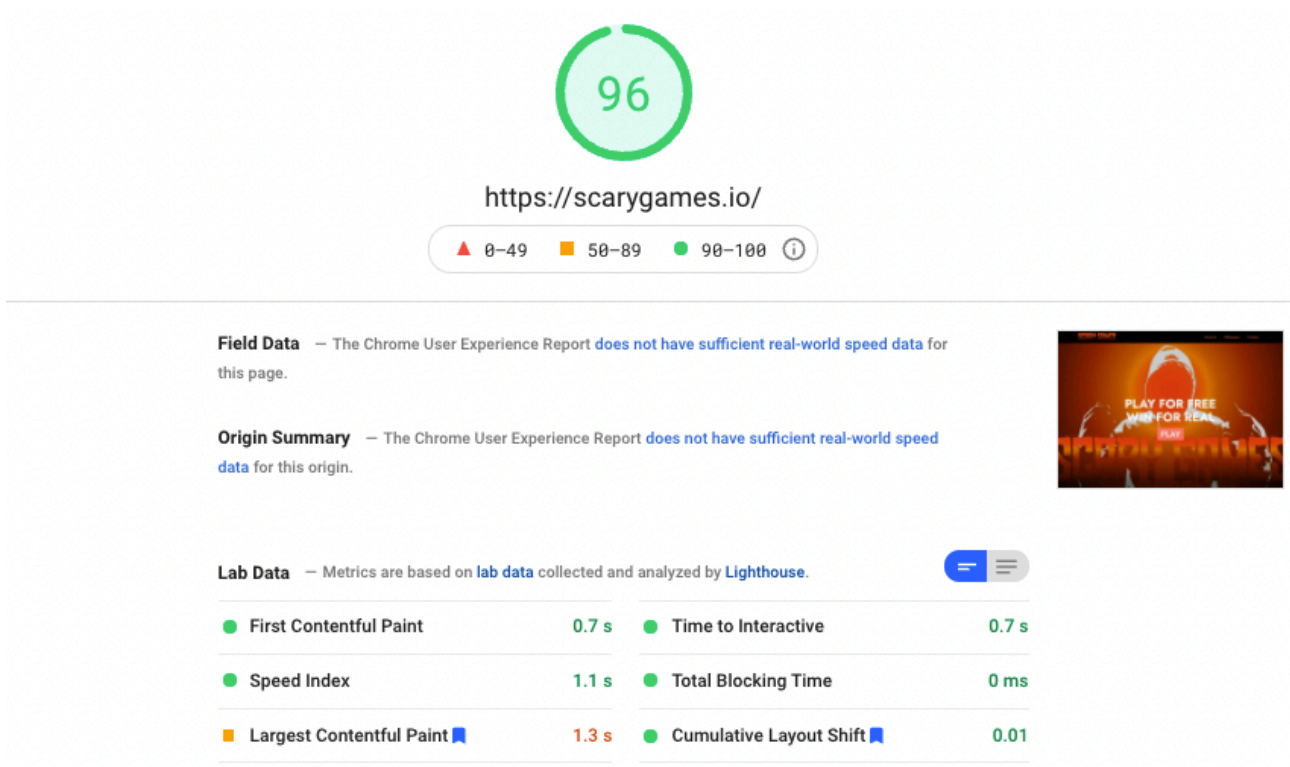 96
https://scarygames.io/
0–49 50–89 90–100
Field Data — The Chrome User Experience Report does not have sufficient real-world speed data for
this page.
PLAY FOR FREE
WIN FOR REAL
PLAY
SCARY GAMES
Origin Summary — The Chrome User Experience Report does not have sufficient real-world speed
data for this origin.
Lab Data — Metrics are based on lab data collected and analyzed by Lighthouse.
First Contentful Paint 0.7 s
Time to Interactive 0.7 s
Speed Index 1.1 s
Total Blocking Time 0 ms
Largest Contentful Paint 1.3 s
Cumulative Layout Shift 0.01